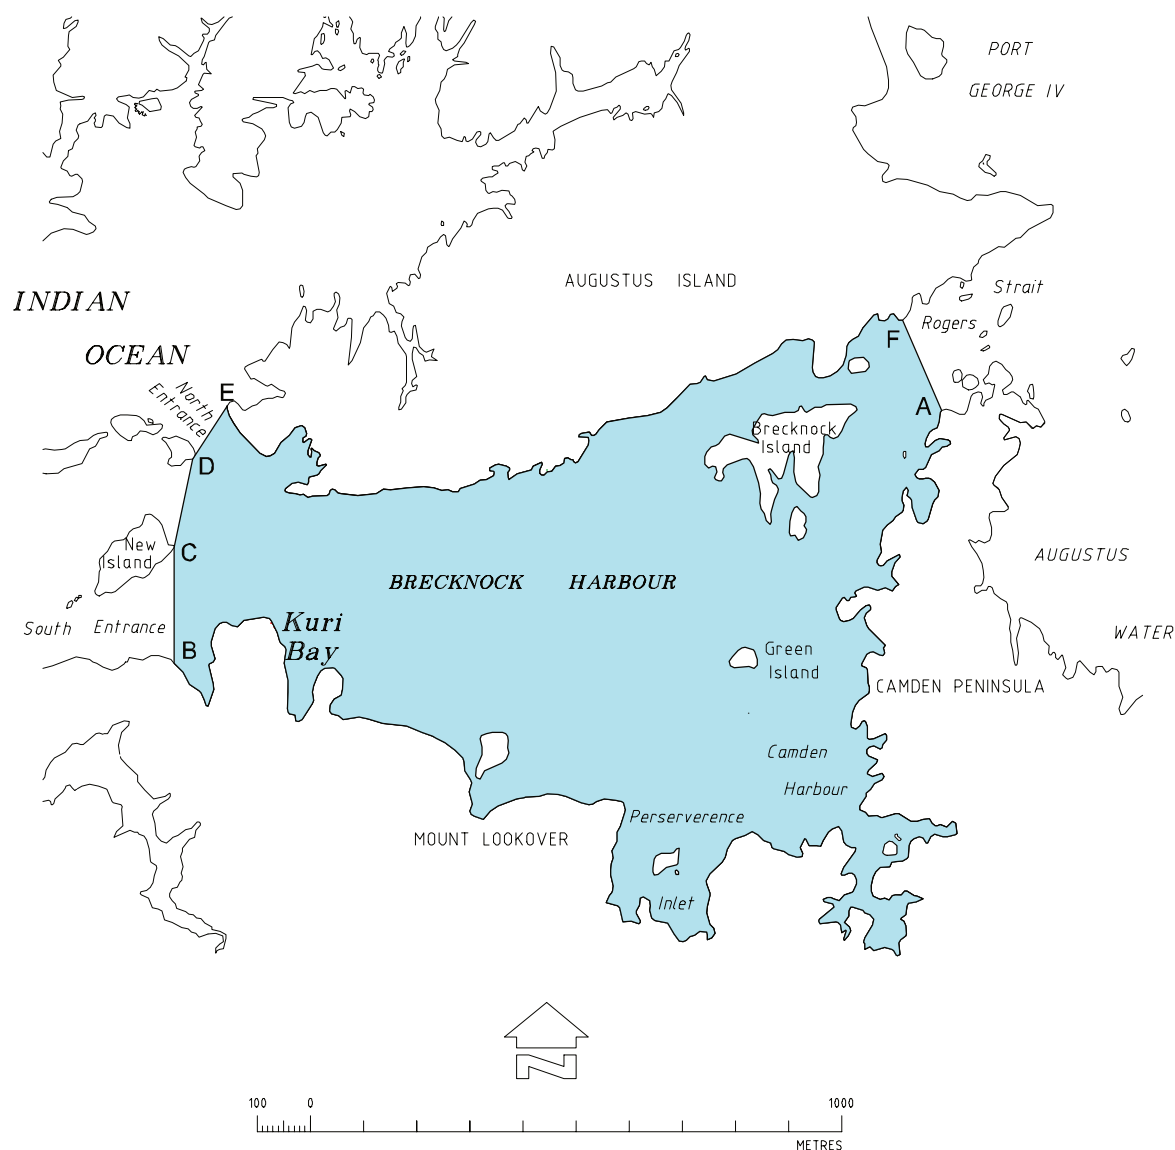 PORT
GEORGE IV
AUGUSTUS ISLAND
Strait
INDIAN
Rogers
F
OCEAN
North
Entrance
E
A
Brecknock
Island
D
New
Island
C
AUGUSTUS
BRECKNOCK HARBOUR
South Entrance
Kuri
Bay
WATER
B
Green
Island
CAMDEN PENINSULA
Camden
Harbour
Perserverence
MOUNT LOOKOVER
Inlet
N
100 0 1000
METRES